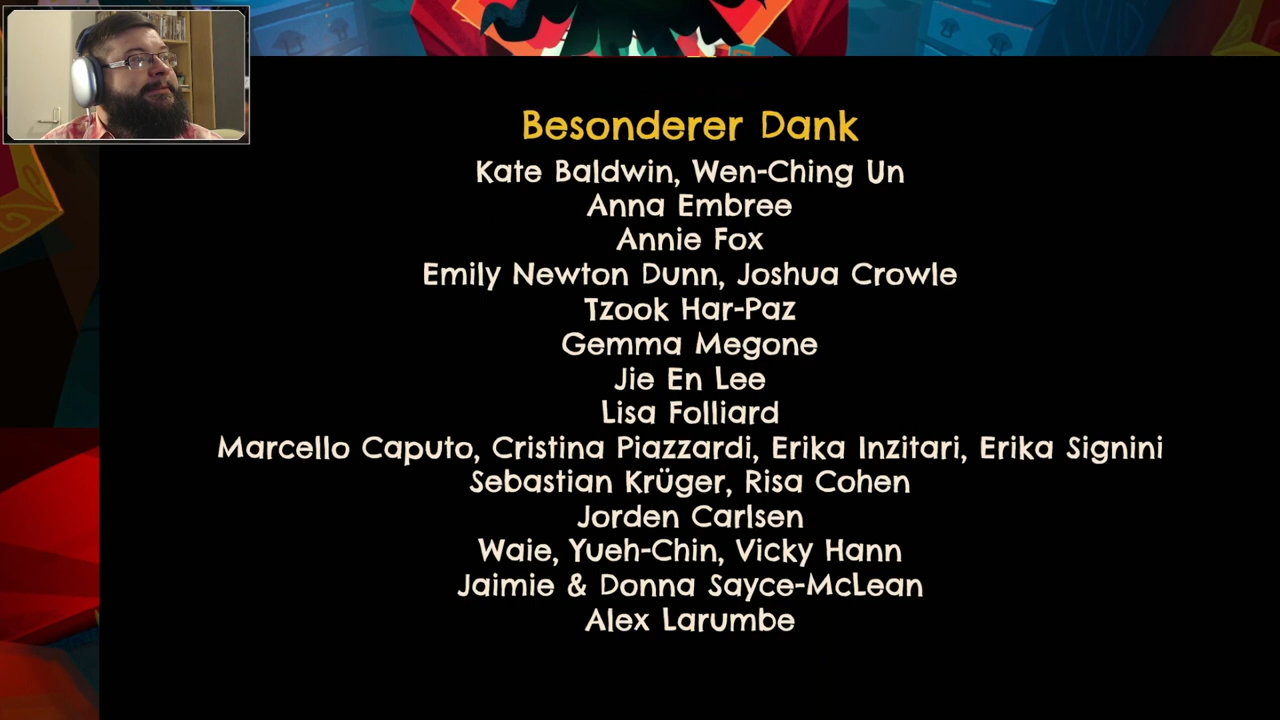 Besonderer Dank
Kate Baldwin, Wen-Ching Un
Anna Embree
Annie Fox
Emily Newton Dunn, Joshua Crowle
Tzook Har-Paz
Gemma Megone
Jie En Lee
Lisa Folliard
Marcello Caputo, Cristina Piazzardi, Erika Inzitari, Erika Signini
Sebastian Krüger, Risa Cohen
Jorden Carlsen
Waie, Yueh-Chin, Vicky Hann
Jaimie & Donna Sayce-McLean
Alex Larumbe